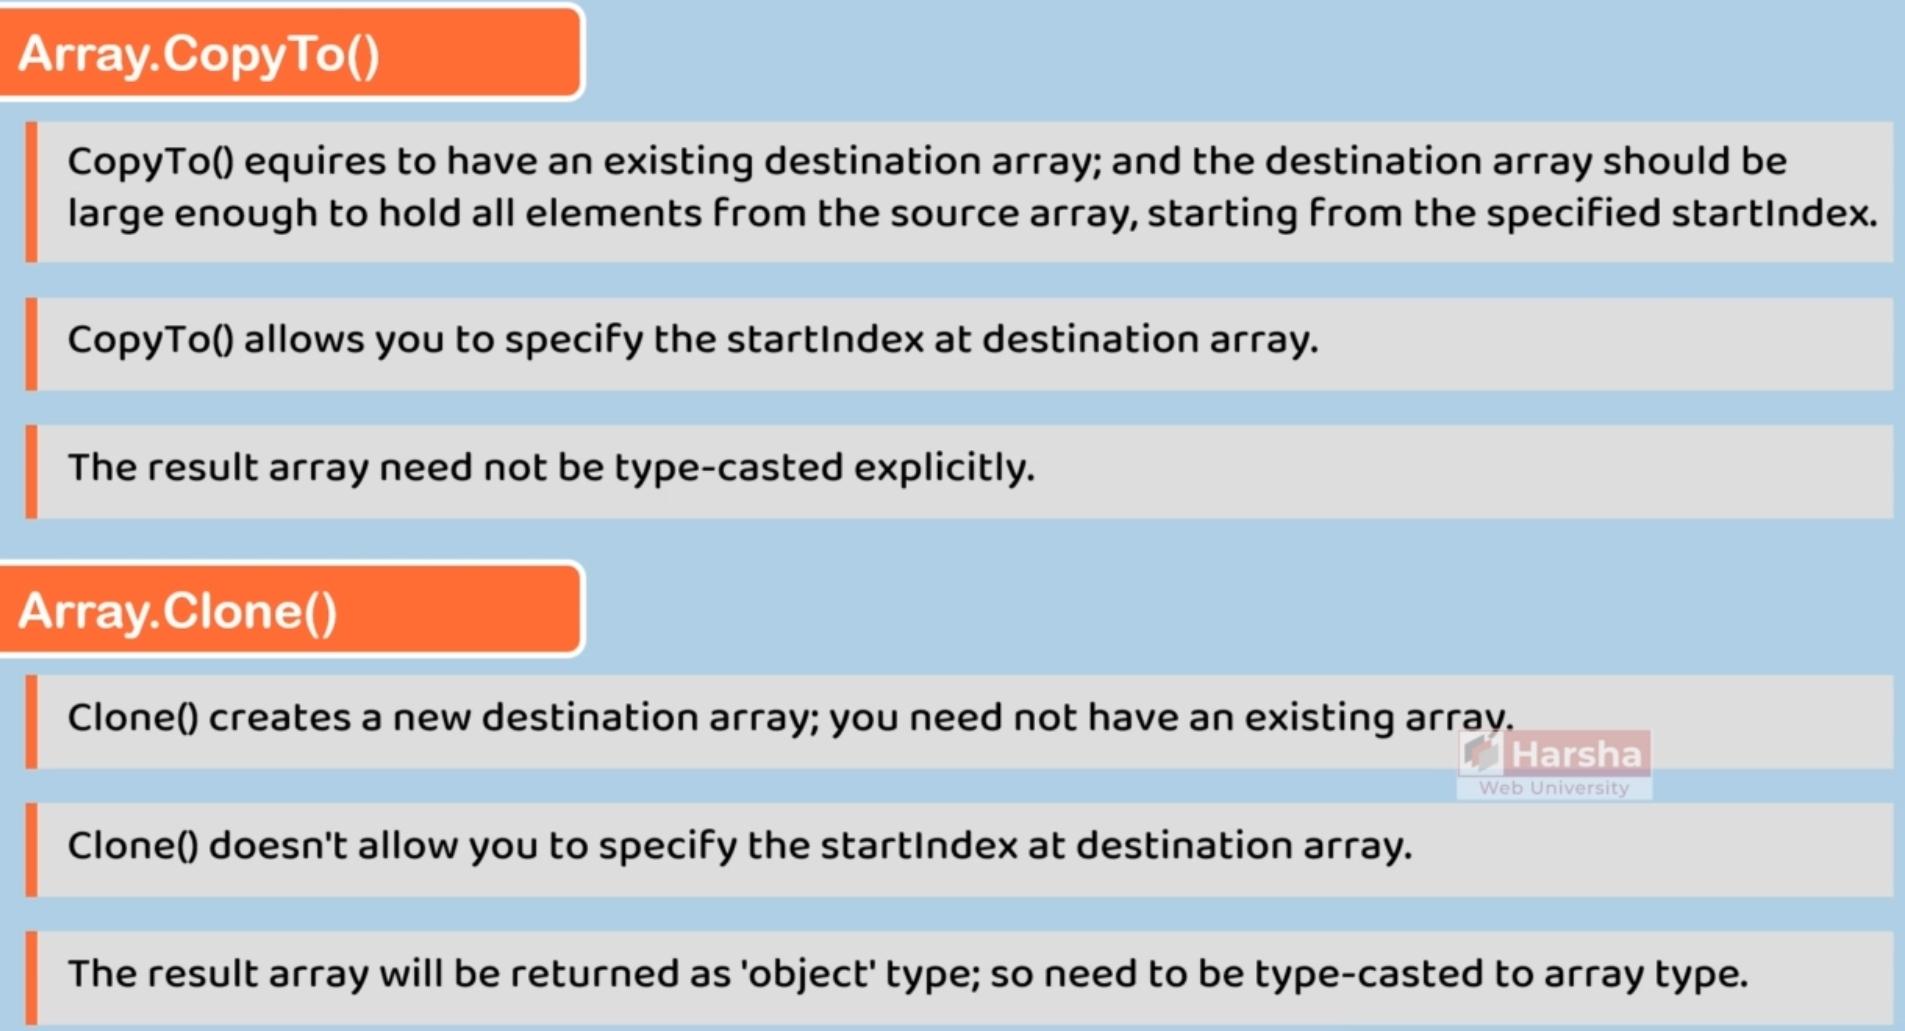 Array.CopyTo()
CopyTo() equires to have an existing destination array; and the destination array should be
large enough to hold all elements from the source array, starting from the specified startIndex.
CopyTo() allows you to specify the startIndex at destination array.
The result array need not be type-casted explicitly.
Array.Clone()
Clone() creates a new destination array; you need not have an existing array.
Harsha
Web University
Clone() doesn't allow you to specify the startIndex at destination array.
The result array will be returned as 'object' type; so need to be type-casted to array type.